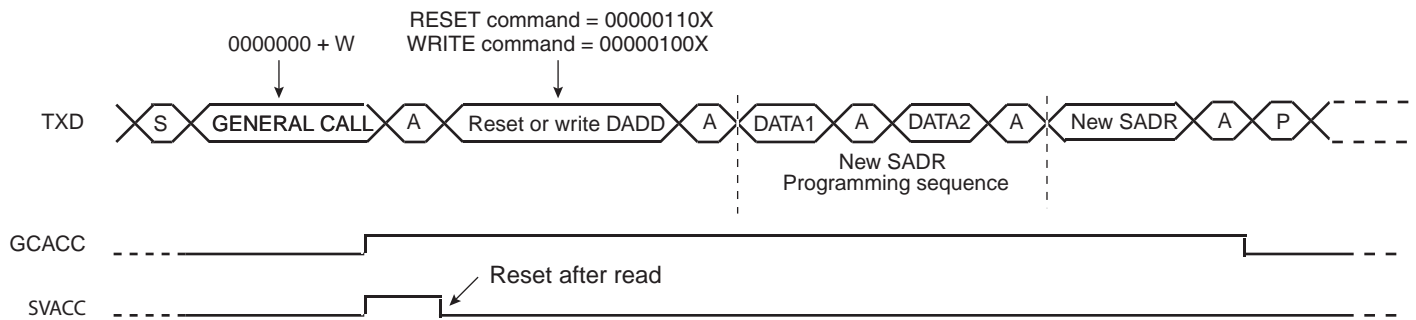 RESET command = 00000110X
0000000 + W
WRITE command = 00000100X
TXD
S
GENERAL CALL
A
Reset or write DADD
A
DATA1
A
DATA2
A
New SADR
A
P
New SADR
Programming sequence
GCACC
Reset after read
SVACC